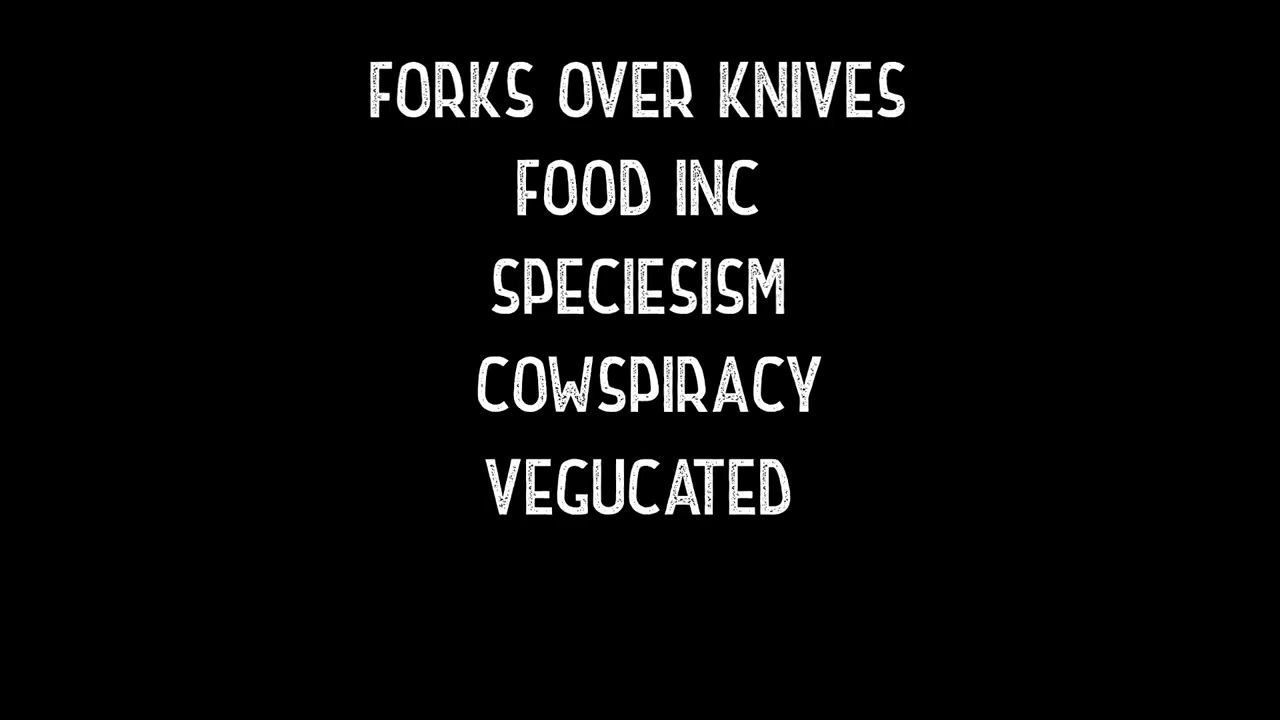 FORKS OVER KNIVES
FOOD INC
SPECIESISM
COWSPIRACY
VEGUCATED